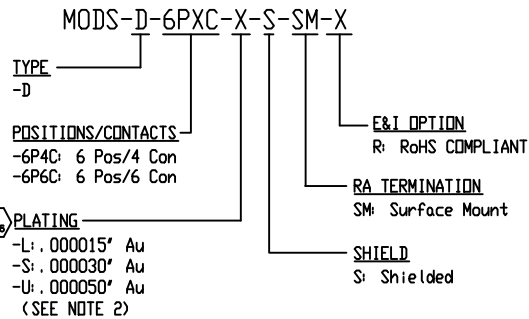 MODS-D-6PXC-X-S-SM-X
TYPE
-D
POSITIONS/CONTACTS
-6P4C: 6 Pos/4 Con
-6P6C: 6 Pos/6 Con
PLATING
-L:.000015" Au
-S:.000030" Au
-U:.000050" Au
(SEE NOTE 2)
E&I OPTION
R: RoHS COMPLIANT
RA TERMINATION
SM: Surface Mount
SHIELD
S: Shielded